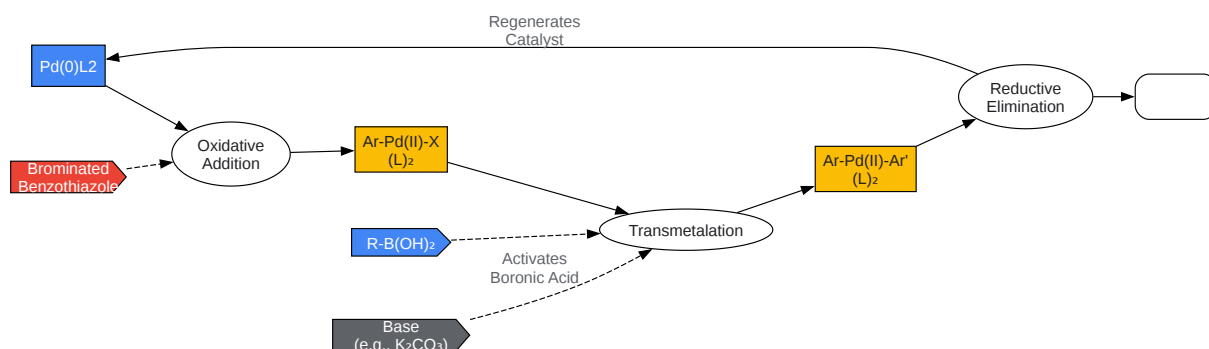 Regenerates
Catalyst
Pd(0)L2
Reductive
Elimination
Oxidative
Addition
Ar-Pd(II)-X
(L)₂
Ar-Pd(II)-Ar'
(L)₂
Brominated
Benzothiazole
Transmetalation
R-B(OH)₂
Activates
Boronic Acid
Base
(e.g., K₂CO₃)